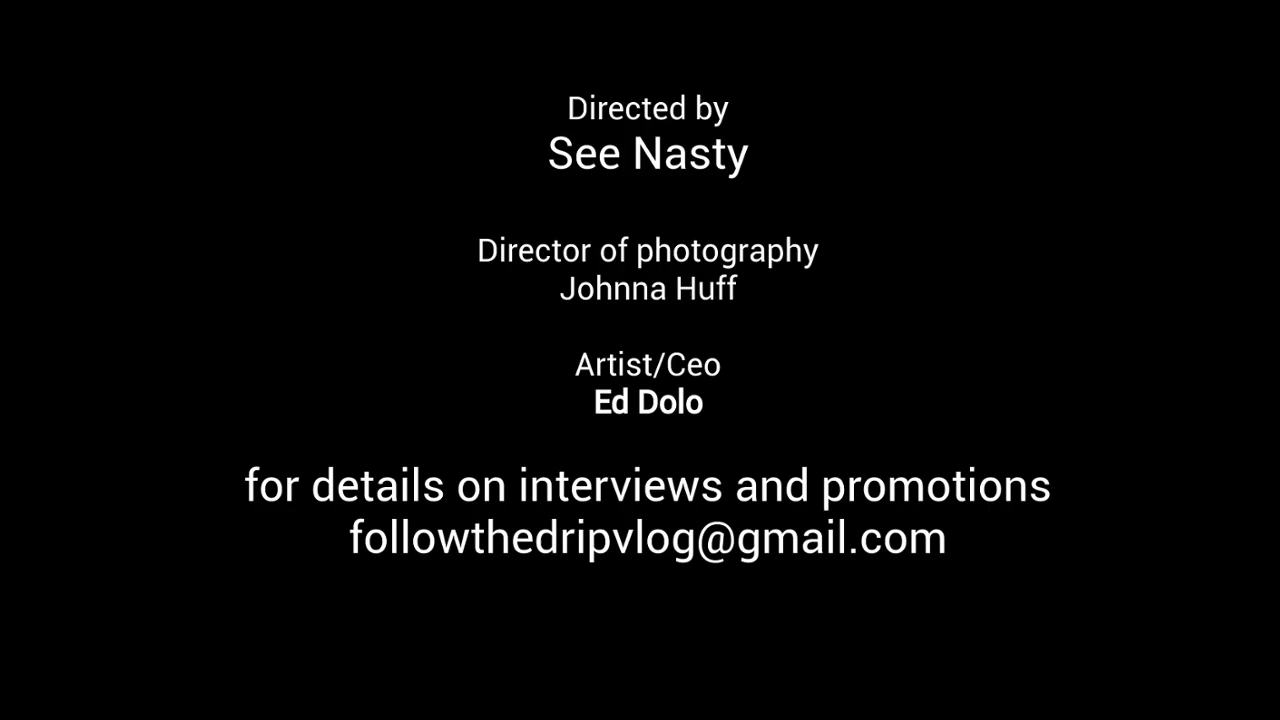 Directed by
See Nasty
Director of photography
Johnna Huff
Artist/Ceo
Ed Dolo
for details on interviews and promotions
followthedripvlog@gmail.com